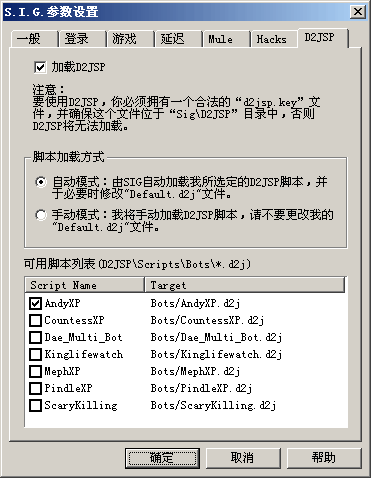 S.I.G.参数设置
一般 登录 游戏 延迟 Mule Hacks D2JSP
加载D2JSP
注意：
要使用D2JSP，你必须拥有一个合法的“d2jsp.key”文
件，并确保这个文件位于“Sig\D2JSP”目录中，否则
D2JSP将无法加载。
脚本加载方式
自动模式：由SIG自动加载我所选定的D2JSP脚本，并
于必要时修改"Default.d2j"文件。
手动模式：我将手动加载D2JSP脚本，请不要更改我的
"Default.d2j"文件。
可用脚本列表(D2JSP\Scripts\Bots\*.d2j)
Script Name Target
AndyXP Bots/AndyXP.d2j
CountessXP Bots/CountessXP.d2j
Dae_Multi_Bot Bots/Dae_Multi_Bot.d2j
Kinglifewatch Bots/Kinglifewatch.d2j
MephXP Bots/MephXP.d2j
PindleXP Bots/PindleXP.d2j
ScaryKilling Bots/ScaryKilling.d2j
确定 取消 帮助